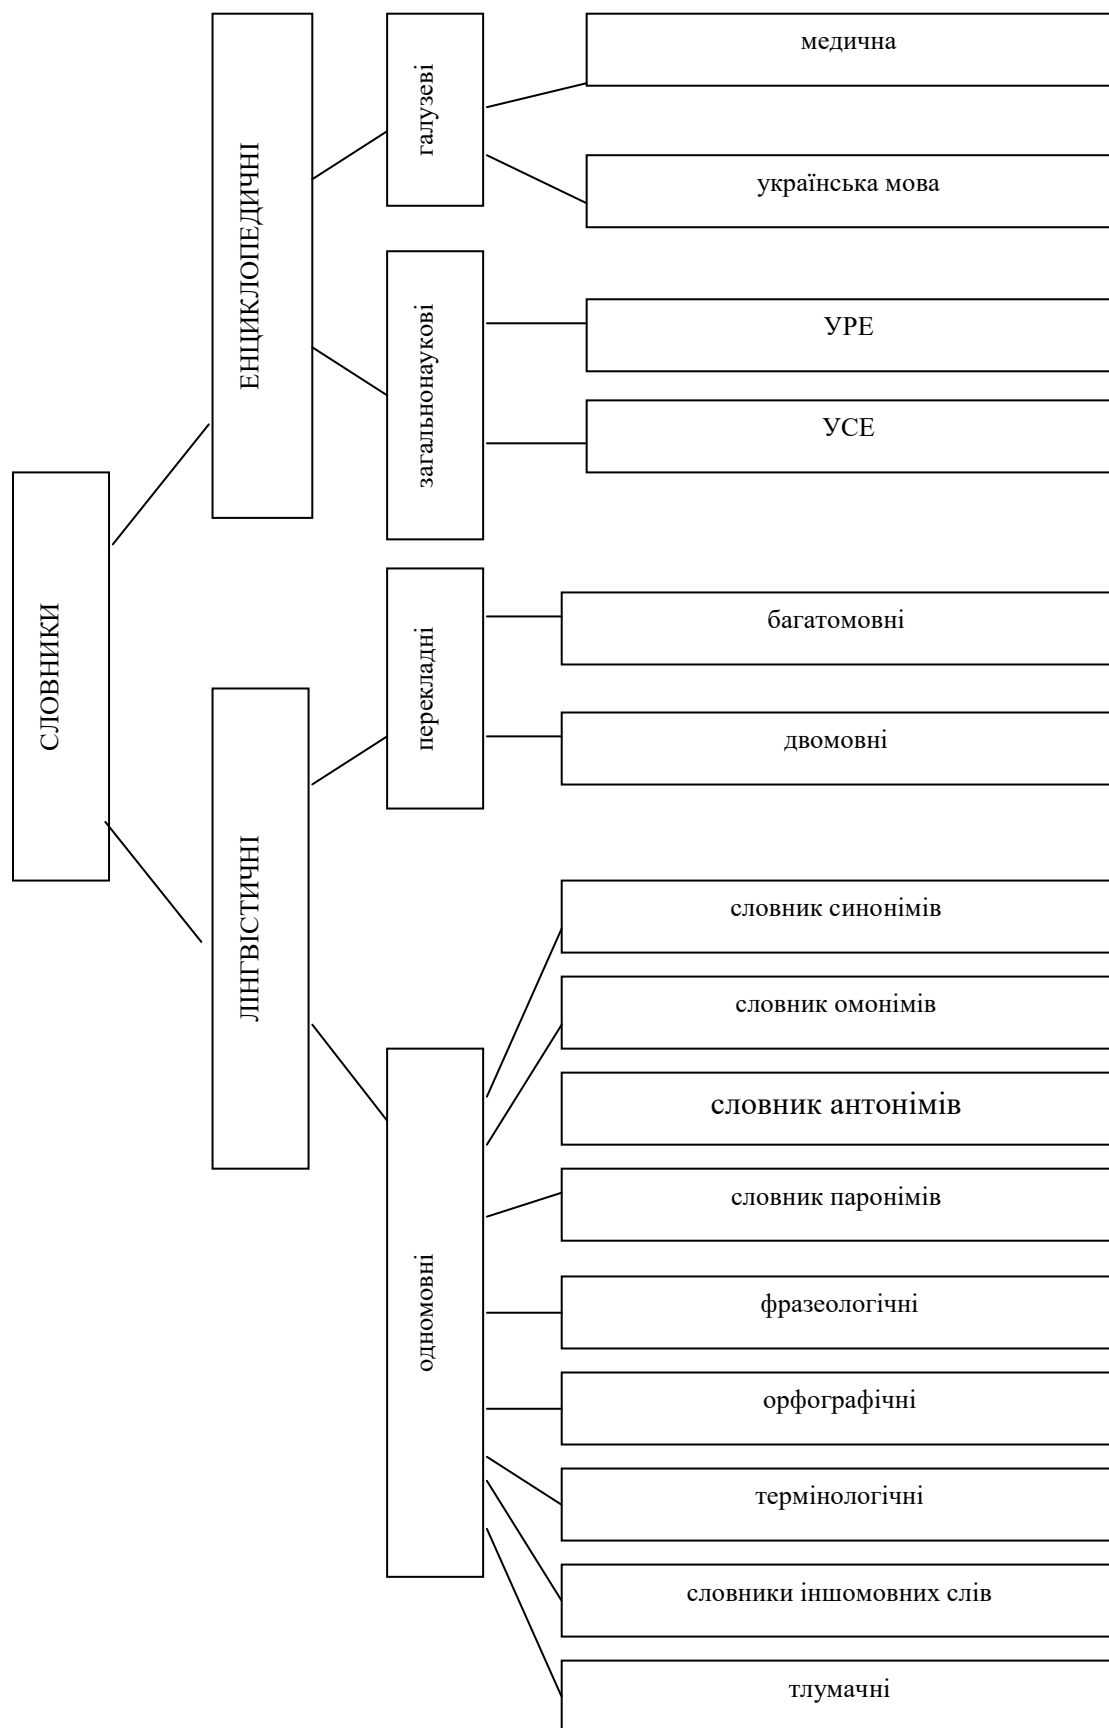 СЛОВНИКИ
ЕНЦИКЛОПЕДИЧНІ
галузеві
медична
українська мова
загальнонаукові
УРЕ
УСЕ
ЛІНГВІСТИЧНІ
перекладні
багатомовні
двомовні
одномовні
словник синонімів
словник омонімів
словник антонімів
словник паронімів
фразеологічні
орфографічні
термінологічні
словники іншомовних слів
тлумачні